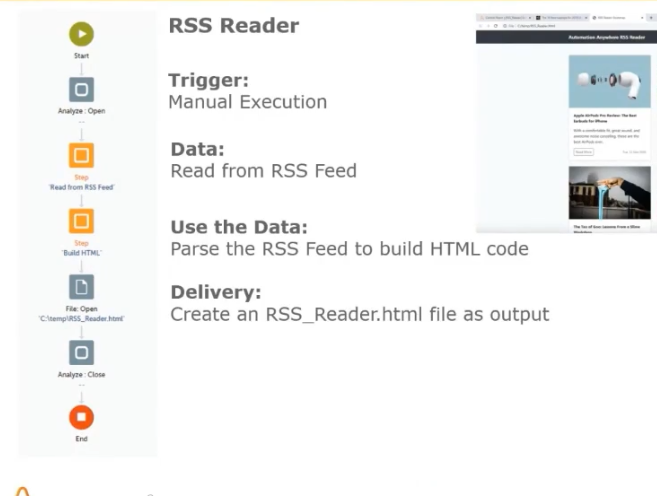 Start
Analyze : Open
...
Step
'Read from RSS Feed'
Step
'Build HTML'
File: Open
'C:\temp\RSS_Reader.html'
Analyze : Close
...
End
RSS Reader
Trigger:
Manual Execution
Data:
Read from RSS Feed
Use the Data:
Parse the RSS Feed to build HTML code
Delivery:
Create an RSS_Reader.html file as output
Automation Anywhere RSS Reader
Apple AirPods Pro Review: The Best
Earbuds for iPhone
With a comfortable fit, great sound, and
awesome noise canceling, these are the
best AirPods ever.
Read More
The Tao of Goo: Lessons From a Slime
Workshop